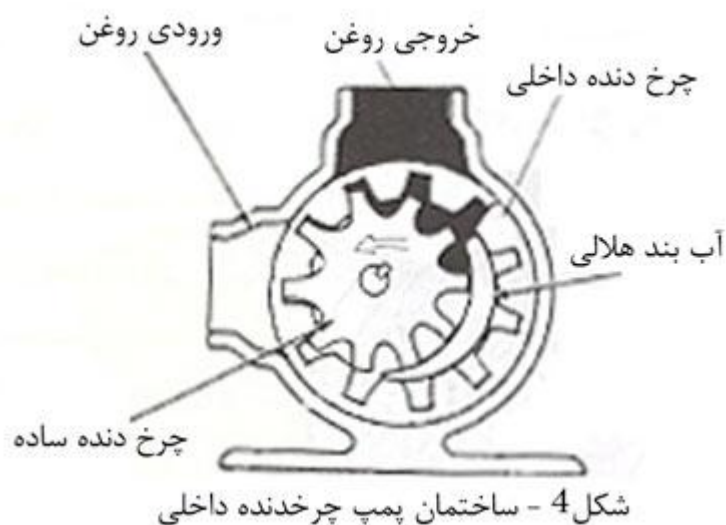 ورودی روغن
خروجی روغن
چرخ دنده داخلی
آب بند هلالی
چرخ دنده ساده
شکل4 - ساختمان پمپ چرخدنده داخلی